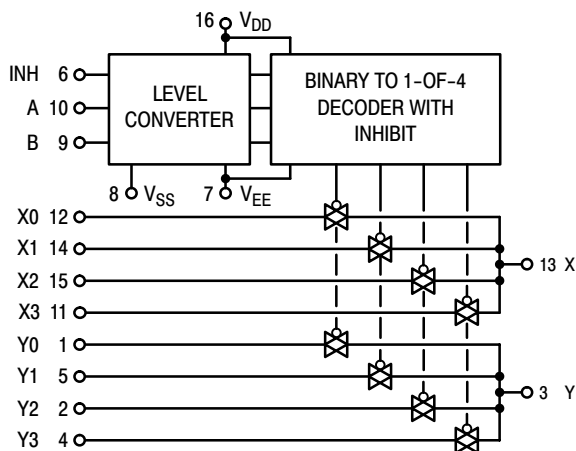 16 VDD
INH 6
A 10
B 9
LEVEL
CONVERTER
BINARY TO 1-OF-4
DECODER WITH
INHIBIT
8 VSS
7 VEE
X0 12
X1 14
X2 15
X3 11
13 X
Y0 1
Y1 5
Y2 2
Y3 4
3 Y